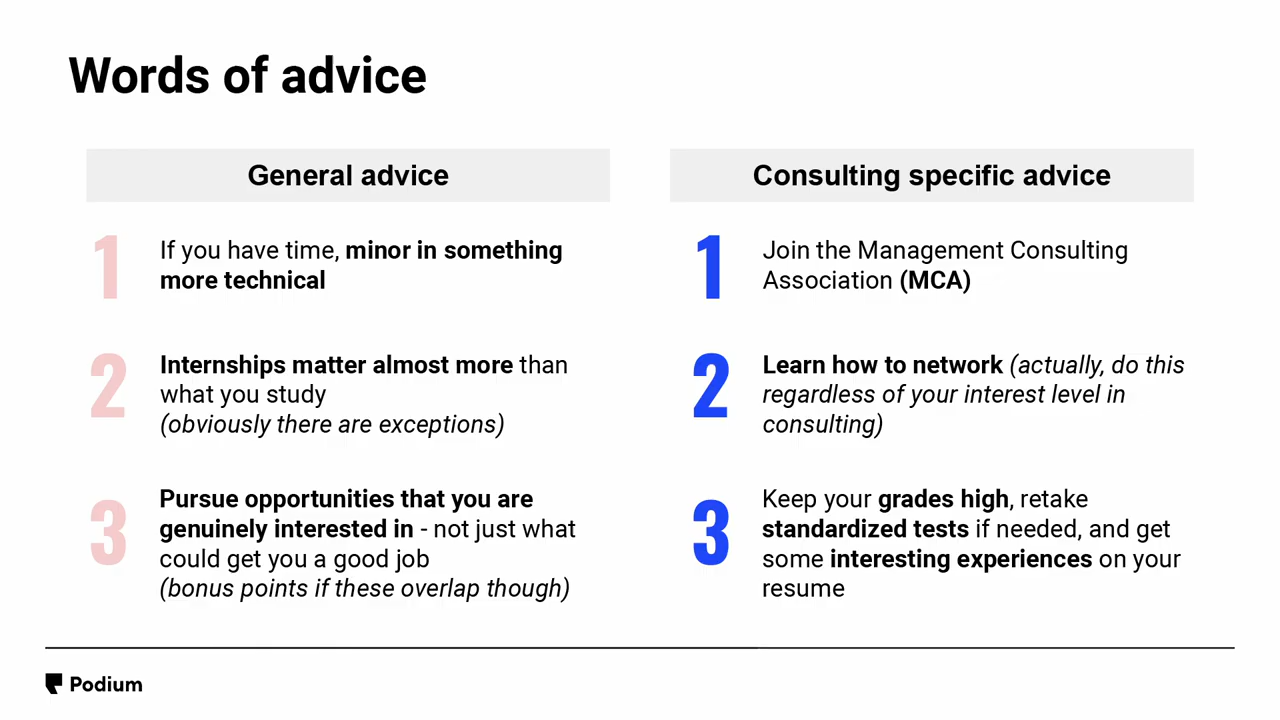 Words of advice
General advice
1
If you have time, minor in something
more technical
2
Internships matter almost more than
what you study
(obviously there are exceptions)
3
Pursue opportunities that you are
genuinely interested in - not just what
could get you a good job
(bonus points if these overlap though)
Consulting specific advice
1
Join the Management Consulting
Association (MCA)
2
Learn how to network (actually, do this
regardless of your interest level in
consulting)
3
Keep your grades high, retake
standardized tests if needed, and get
some interesting experiences on your
resume
Podium